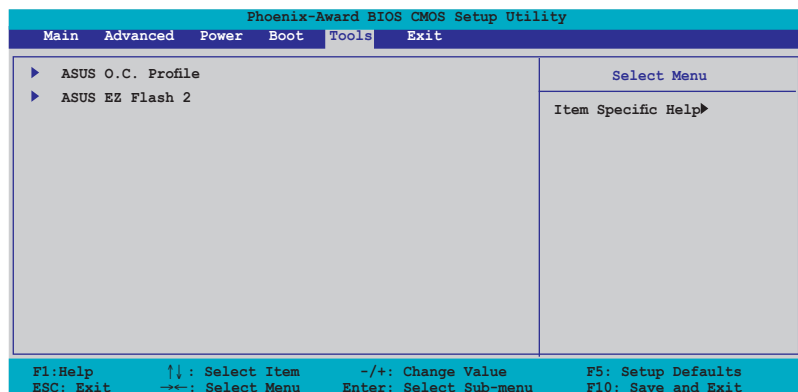 Phoenix-Award BIOS CMOS Setup Utility
Main Advanced Power Boot Tools Exit
ASUS O.C. Profile
ASUS EZ Flash 2
Select Menu
Item Specific Help
F1:Help ↑↓: Select Item -/+: Change Value F5: Setup Defaults
ESC: Exit →←: Select Menu Enter: Select Sub-menu F10: Save and Exit